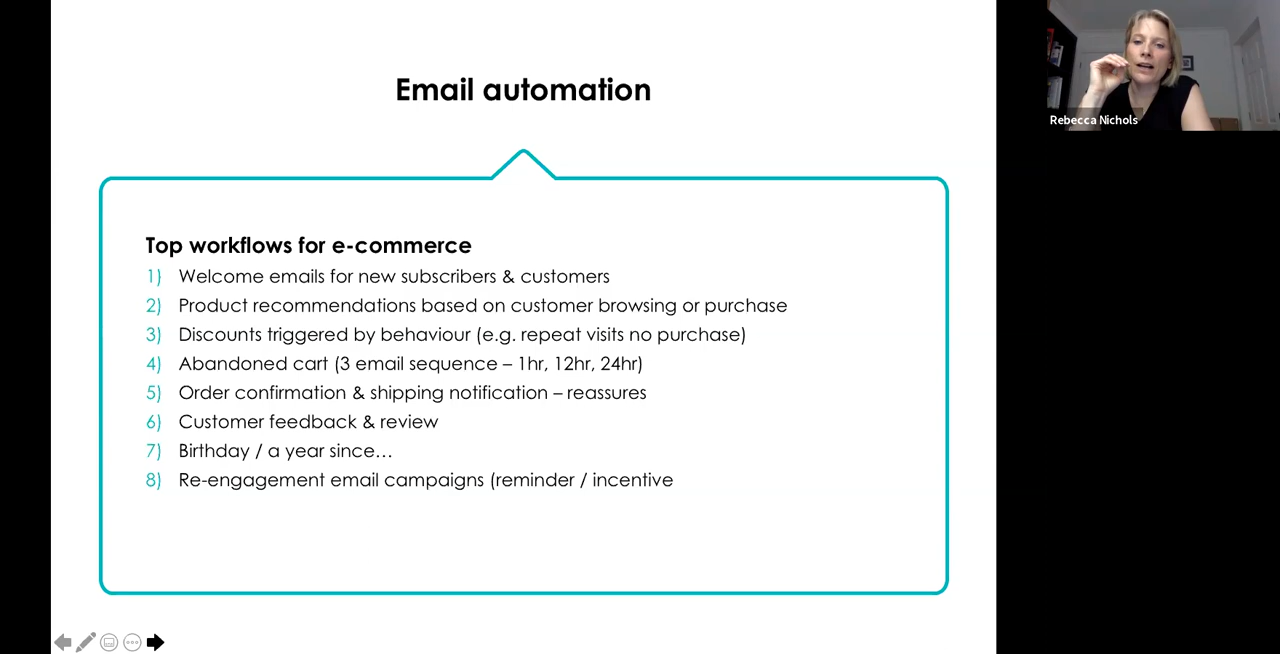 Email automation
Top workflows for e-commerce
1) Welcome emails for new subscribers & customers
2) Product recommendations based on customer browsing or purchase
3) Discounts triggered by behaviour (e.g. repeat visits no purchase)
4) Abandoned cart (3 email sequence – 1hr, 12hr, 24hr)
5) Order confirmation & shipping notification – reassures
6) Customer feedback & review
7) Birthday / a year since…
8) Re-engagement email campaigns (reminder / incentive
Rebecca Nichols